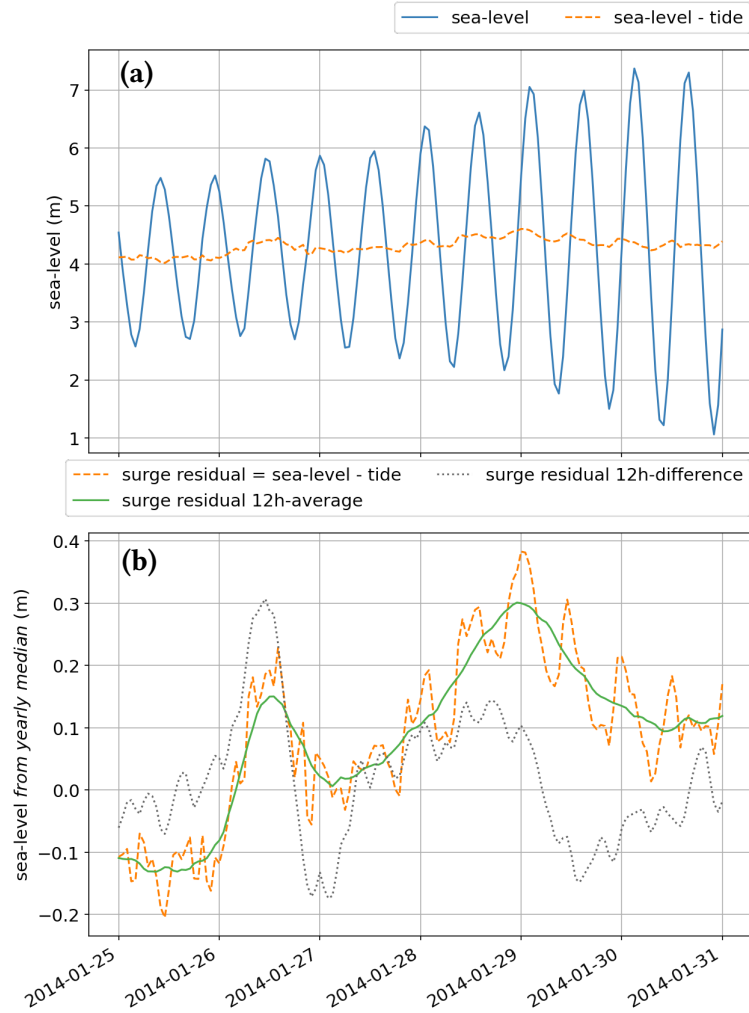 sea-level sea-level - tide
(a)
7
6
5
4
3
2
1
sea-level (m)
surge residual = sea-level - tide surge residual 12h-difference
surge residual 12h-average
(b)
0.4
0.3
0.2
0.1
0.0
−0.1
−0.2
sea-level from yearly median (m)
2014-01-25 2014-01-26 2014-01-27 2014-01-28 2014-01-29 2014-01-30 2014-01-31